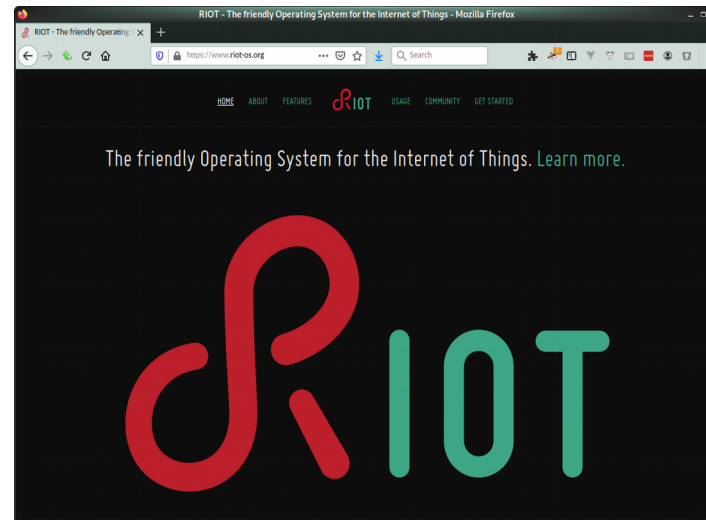 RIOT - The friendly Operating System for the Internet of Things - Mozilla Firefox
RIOT - The friendly Operating
https://www.riot-os.org
Search
HOME ABOUT FEATURES RIOT USAGE COMMUNITY GET STARTED
The friendly Operating System for the Internet of Things. Learn more.
RIOT